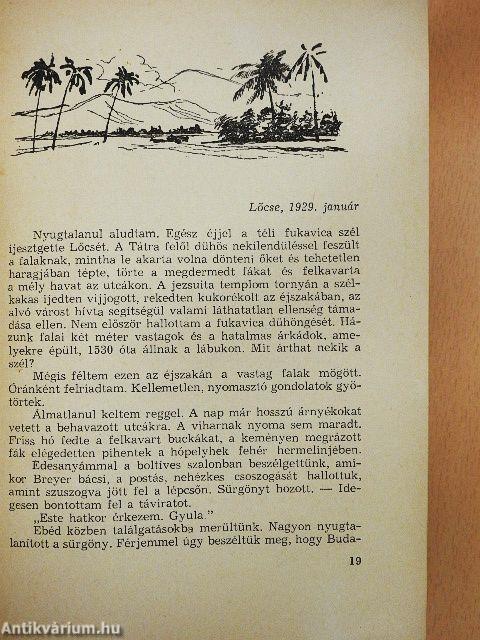 Lőcse, 1929. január
Nyugtalanul aludtam. Egész éjjel a téli fukavica szél
ijesztgette Lőcsét. A Tátra felől dühös nekilendüléssel feszült
a falaknak, mintha le akarta volna dönteni őket és tehetetlen
haragjában tépte, törte a megdermedt fákat és felkavarta
a mély havat az utcákon. A jezsuita templom tornyán a szél-
kakas ijedten vijjogott, rekedten kukorékolt az éjszakában, az
alvó várost hívta segítségül valami láthatatlan ellenség táma-
dása ellen. Nem először hallottam a fukavica dühöngését. Há-
zunk falai két méter vastagok és a hatalmas árkádok, ame-
lyekre épült, 1530 óta állnak a lábukon. Mit árthat nekik a
szél?
Mégis féltem ezen az éjszakán a vastag falak mögött.
Óránként felriadtam. Kellemetlen, nyomasztó gondolatok gyö-
törtek.
Álmatlanul keltem reggel. A nap már hosszú árnyékokat
vetett a behavazott utcákra. A viharnak nyoma sem maradt.
Friss hó fedte a felkavart buckákat, a keményen megrázott
fák elégedetten pihentek a hópelyhek fehér hermelinjében.
Édesanyámmal a boltíves szalonban beszélgettünk, ami-
kor Breyer bácsi, a postás, nehézkes csoszogását hallottuk,
amint szuszogva jött fel a lépcsőn. Sürgönyt hozott. — Ide-
gesen bontottam fel a táviratot.
„Este hatkor érkezem. Gyula."
Ebéd közben találgatásokba merültünk. Nagyon nyugta-
lanított a sürgöny. Férjemmel úgy beszéltük meg, hogy Buda-
19
Antikvárium.hu